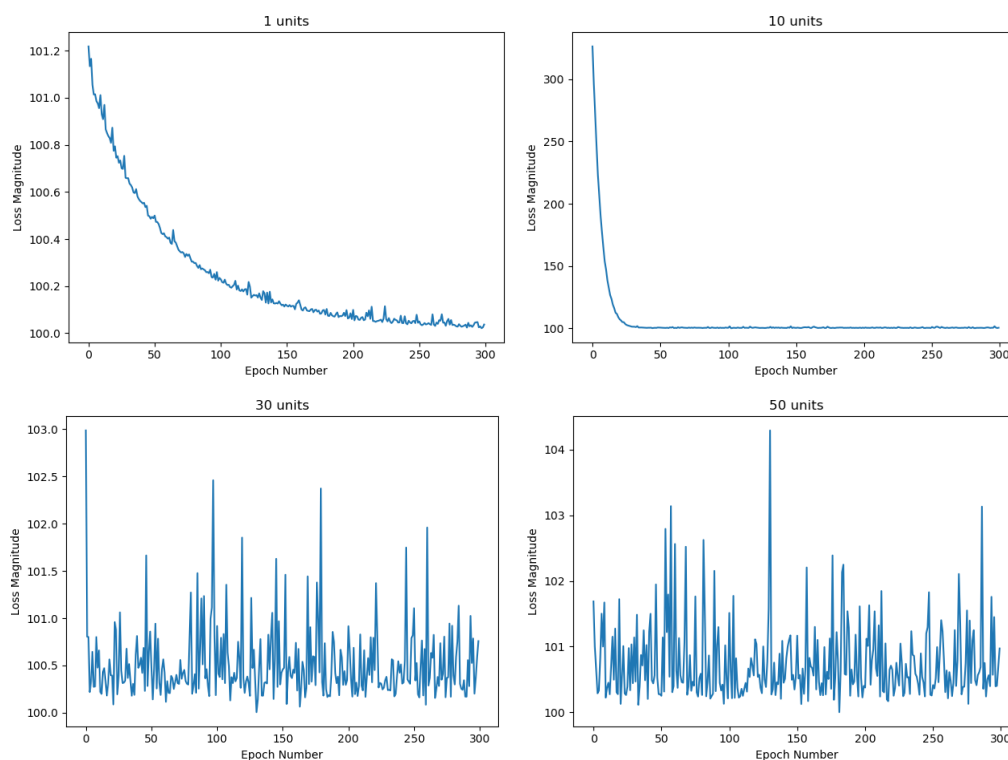 1 units
101.2
101.0
100.8
100.6
100.4
100.2
100.0
Loss Magnitude
0 50 100 150 200 250 300
Epoch Number
10 units
300
250
200
150
100
Loss Magnitude
0 50 100 150 200 250 300
Epoch Number
30 units
103.0
102.5
102.0
101.5
101.0
100.5
100.0
Loss Magnitude
0 50 100 150 200 250 300
Epoch Number
50 units
104
103
102
101
100
Loss Magnitude
0 50 100 150 200 250 300
Epoch Number